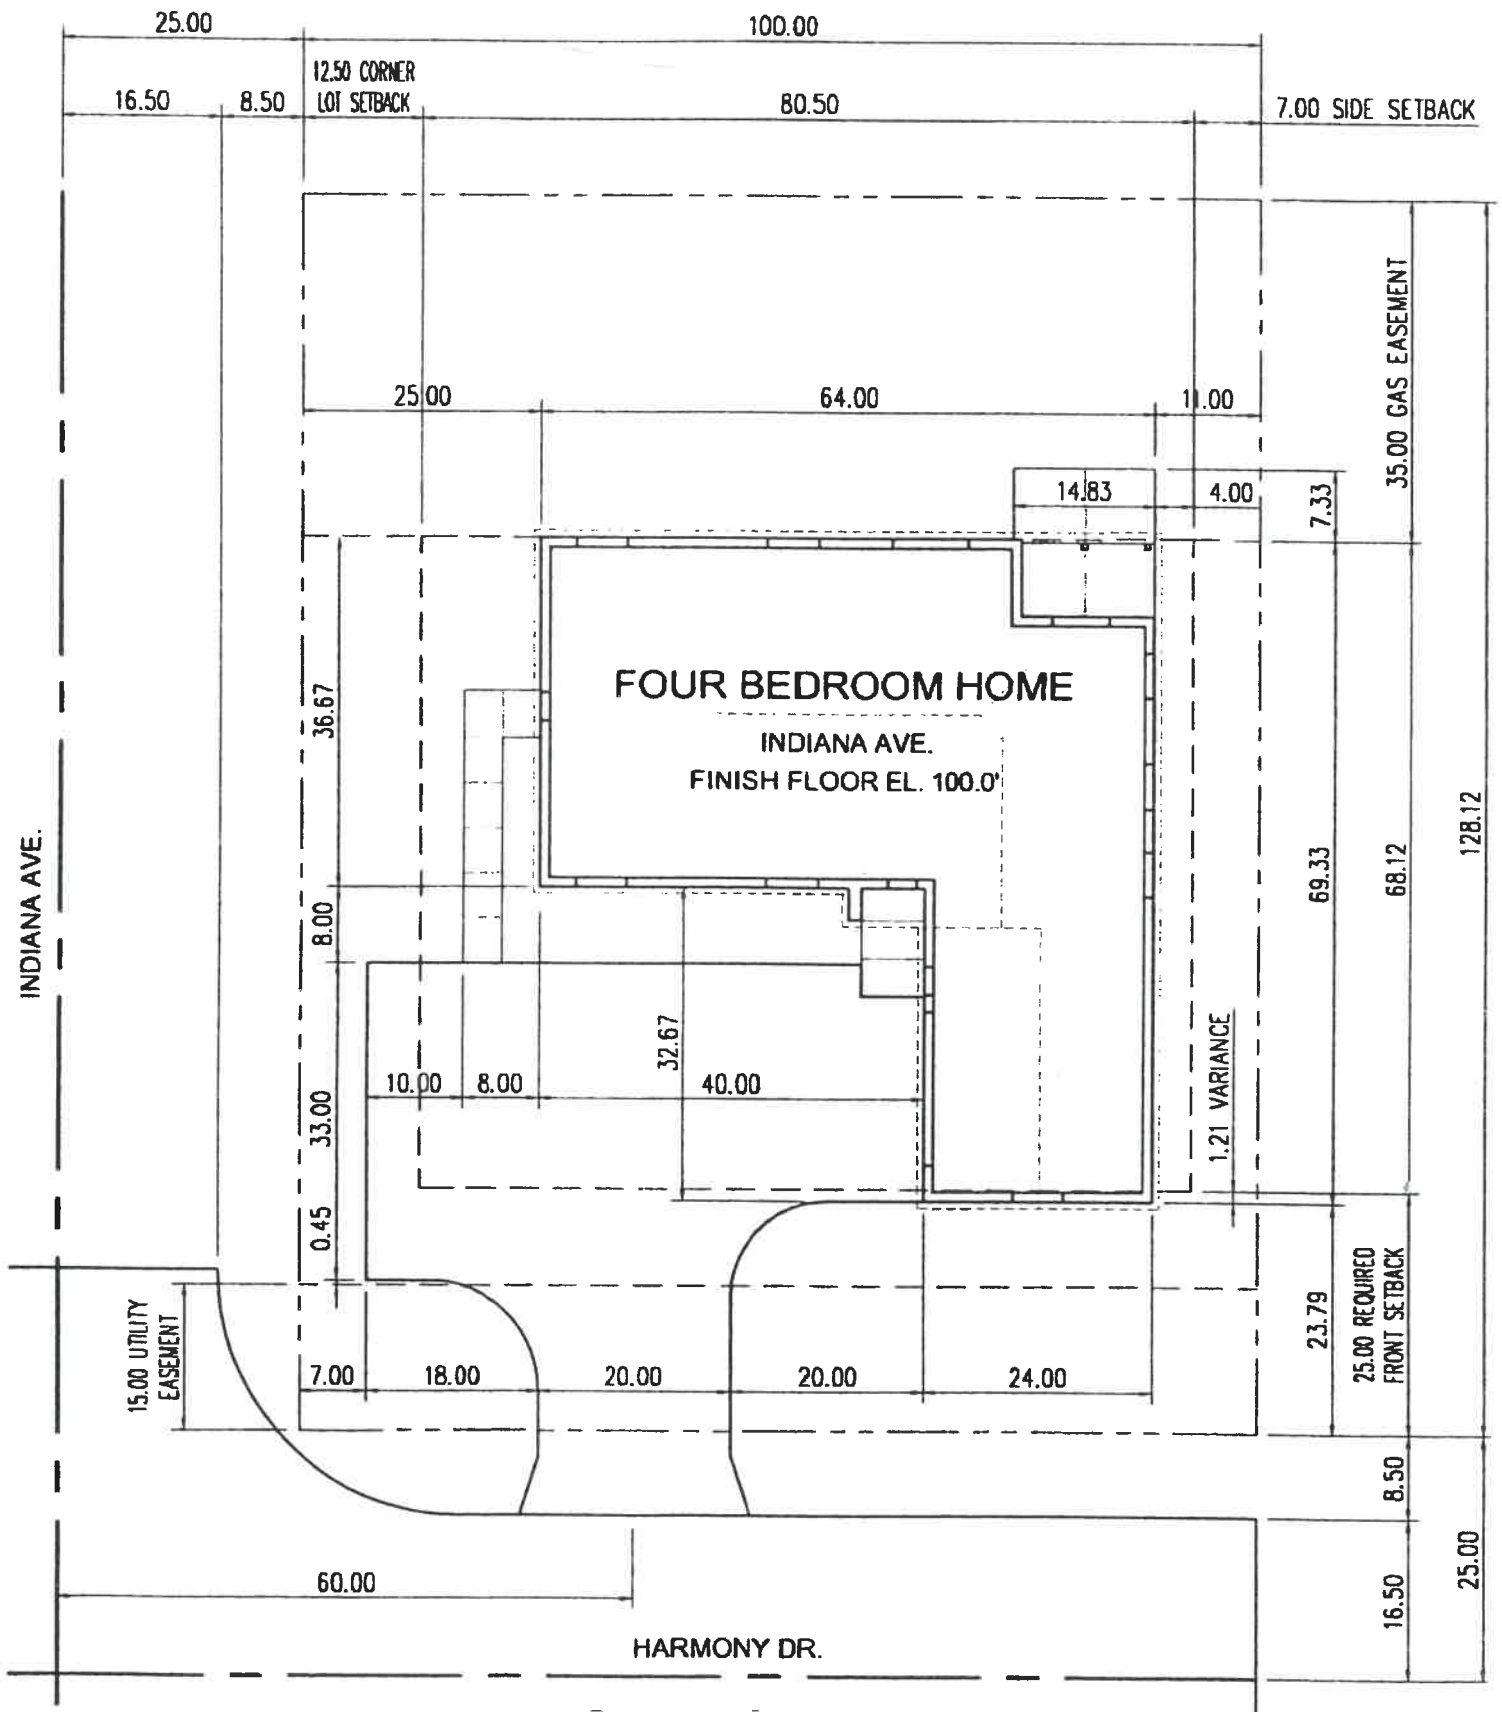 25.00
100.00
12.50 CORNER
LOT SETBACK
16.50
8.50
80.50
7.00 SIDE SETBACK
35.00 GAS EASEMENT
25.00
64.00
11.00
14.83
4.00
7.33
36.67
FOUR BEDROOM HOME
INDIANA AVE.
FINISH FLOOR EL. 100.0'
INDIANA AVE.
128.12
69.33
68.12
8.00
32.67
1.21 VARIANCE
10.00
8.00
40.00
33.00
0.45
15.00 UTILITY
EASEMENT
23.79
25.00 REQUIRED
FRONT SETBACK
7.00
18.00
20.00
20.00
24.00
8.50
60.00
16.50
25.00
HARMONY DR.